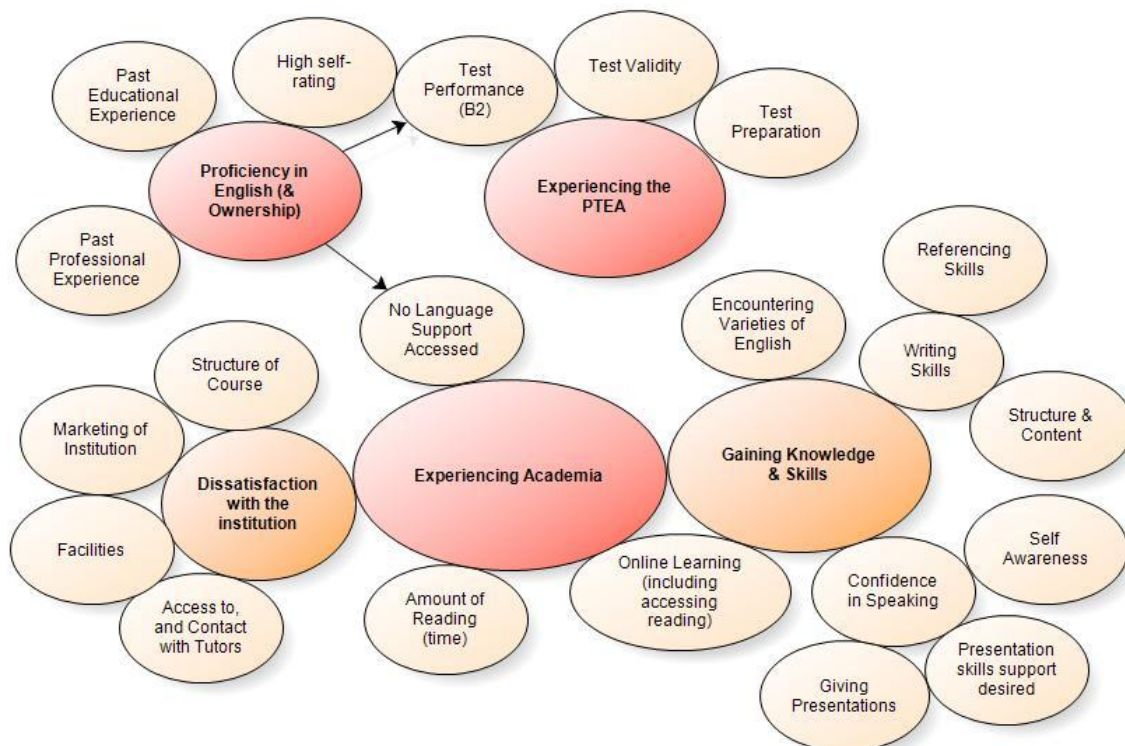 Past
Educational
Experience
High self-
rating
Test
Performance
(B2)
Test Validity
Test
Preparation
Proficiency in
English (&
Ownership)
Experiencing the
PTEA
Past
Professional
Experience
No Language
Support
Accessed
Encountering
Varieties of
English
Referencing
Skills
Writing
Skills
Structure &
Content
Structure of
Course
Marketing of
Institution
Dissatisfaction
with the
institution
Experiencing Academia
Gaining Knowledge
& Skills
Facilities
Access to,
and Contact
with Tutors
Amount of
Reading
(time)
Online Learning
(including
accessing
reading)
Confidence
in Speaking
Self
Awareness
Giving
Presentations
Presentation
skills support
desired